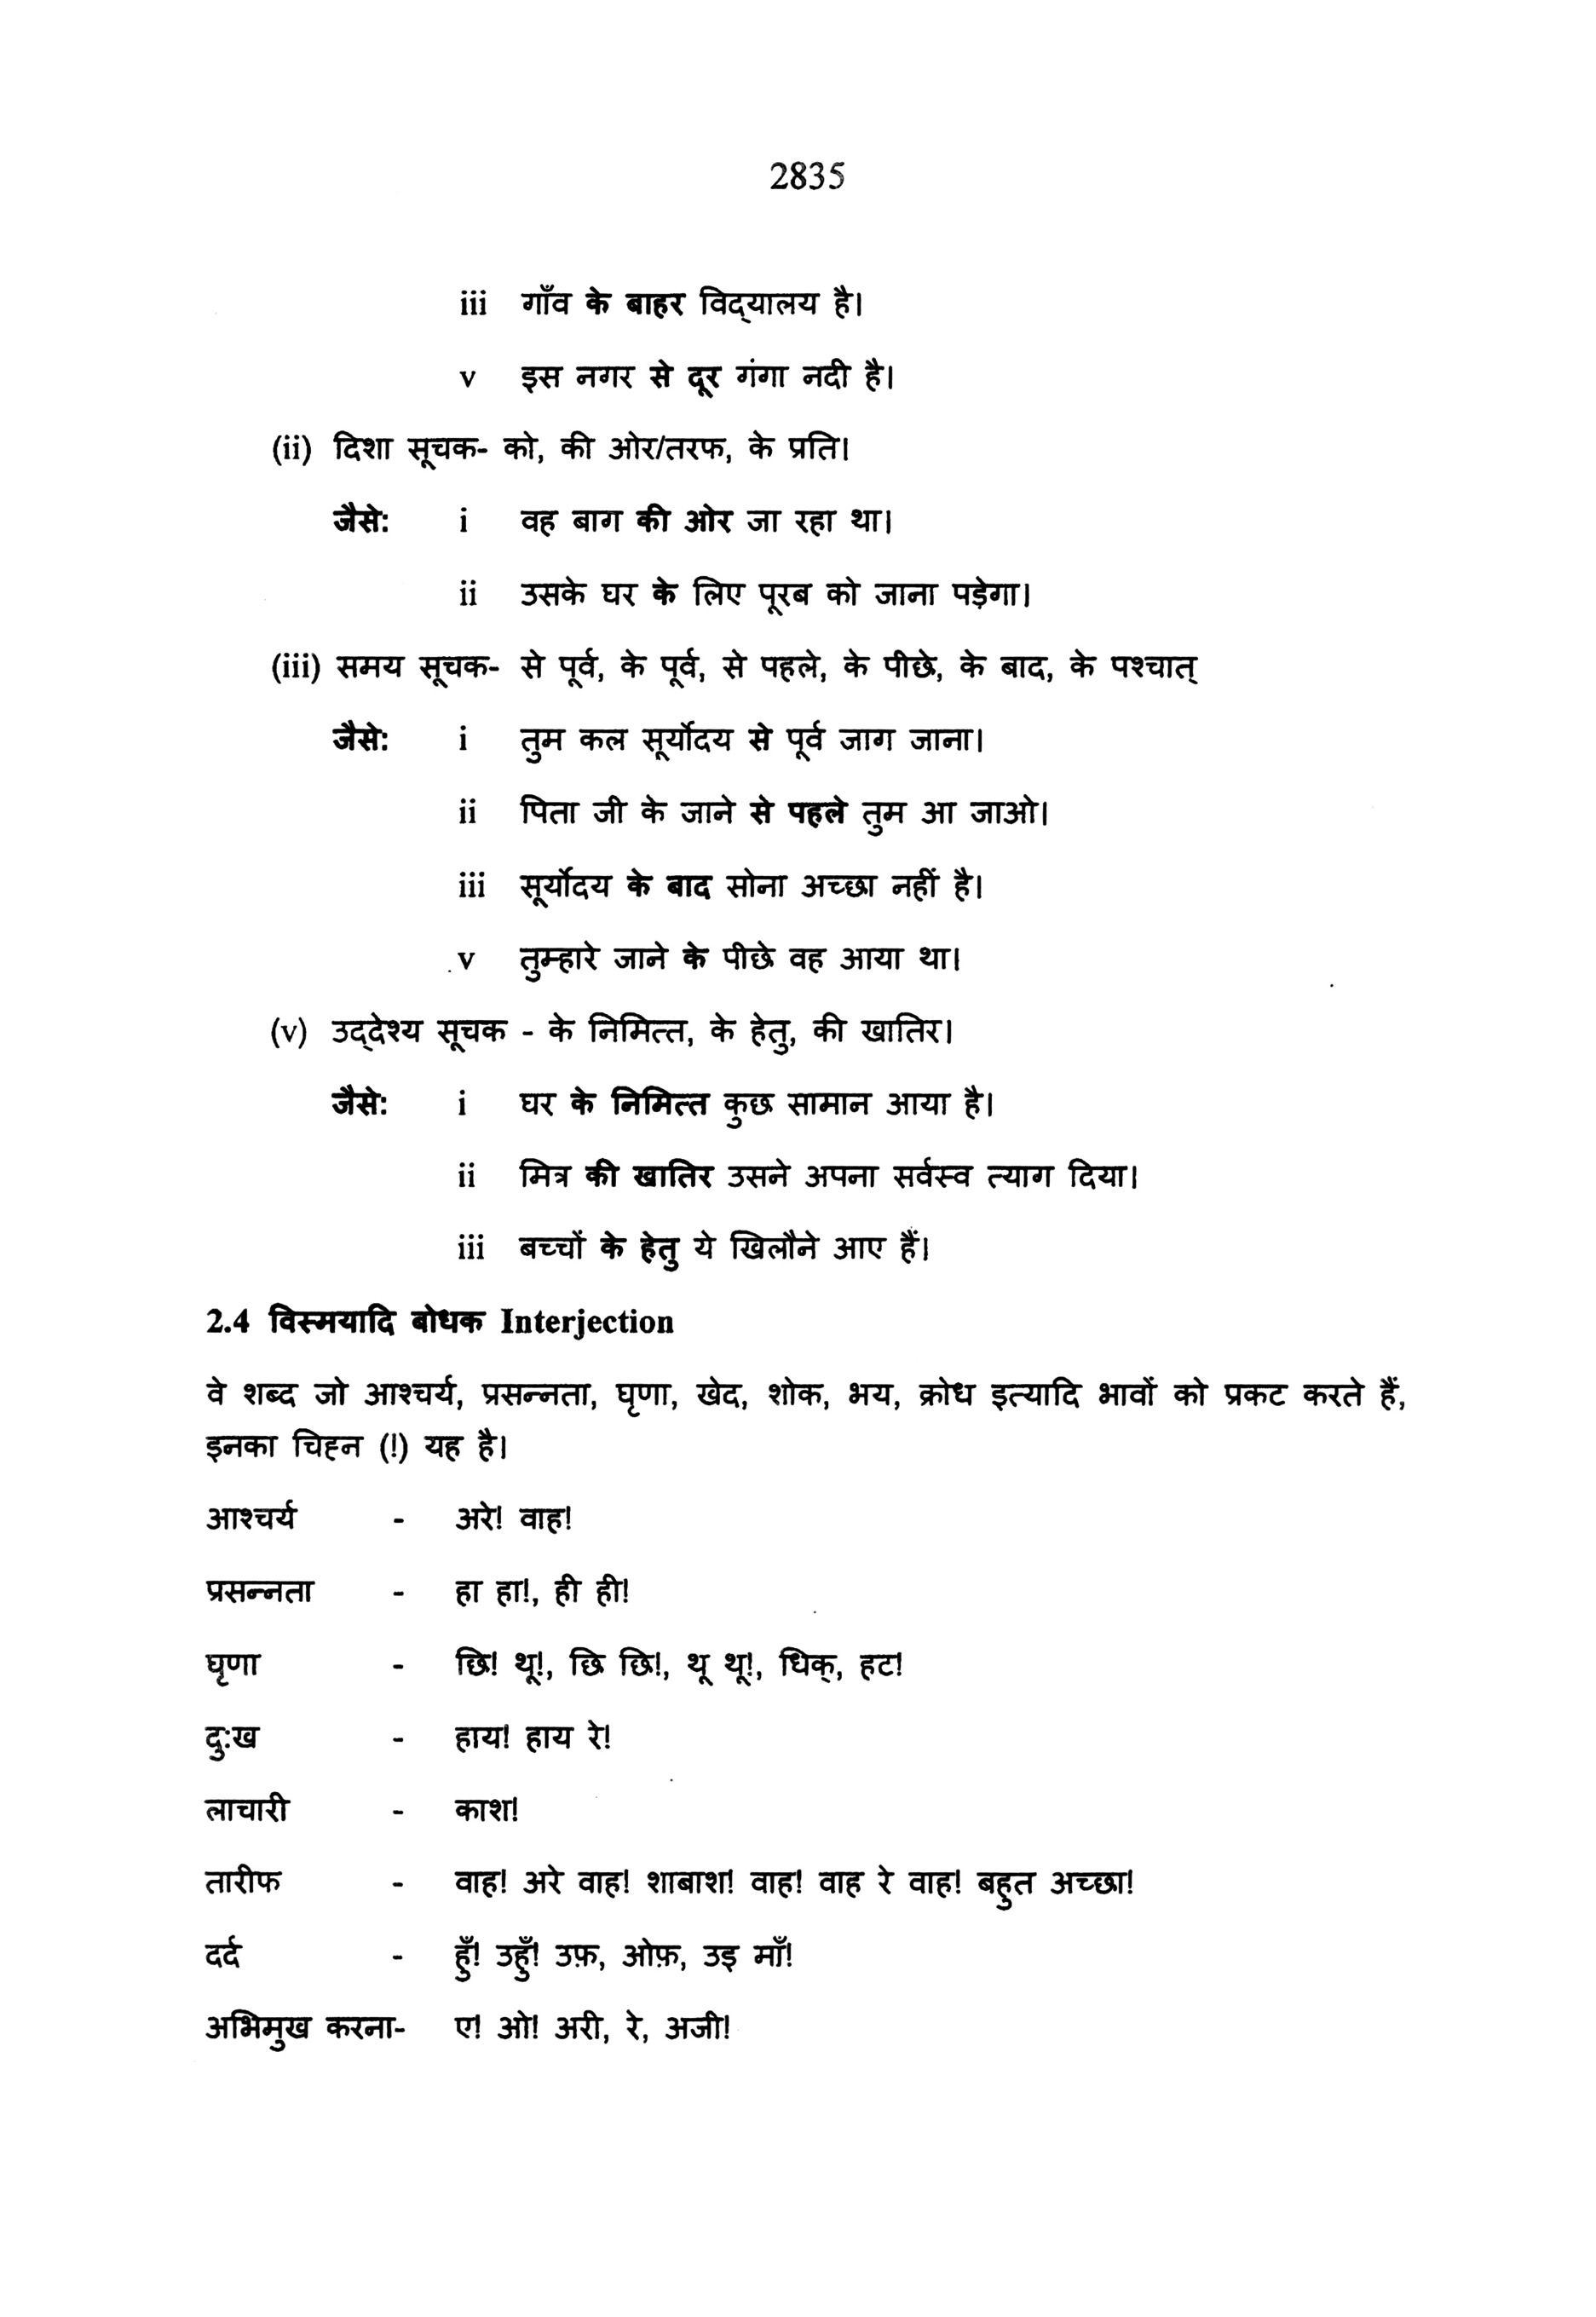 2835
iii गाँव के बाहर विद्‌यालय है।
v इस नगर से दूर गंगा नदी है।
(ii) दिशा सूचक- को, की ओर/तरफ, के प्रति।
जैसे: i वह बाग की ओर जा रहा था।
ii उसके घर के लिए पूरब को जाना पड़ेगा।
(iii) समय सूचक- से पूर्व, के पूर्व, से पहले, के पीछे, के बाद, के पश्चात्
जैसे: i तुम कल सूर्योदय से पूर्व जाग जाना।
ii पिता जी के जाने से पहले तुम आ जाओ।
iii सूर्योदय के बाद सोना अच्छा नहीं है।
v तुम्हारे जाने के पीछे वह आया था।
(v) उद्‌देश्य सूचक - के निमित्त, के हेतु, की खातिर।
जैसे: i घर के निमित्त कुछ सामान आया है।
ii मित्र की खातिर उसने अपना सर्वस्व त्याग दिया।
iii बच्चों के हेतु ये खिलौने आए हैं।
2.4 विस्मयादि बोधक Interjection
वे शब्द जो आश्चर्य, प्रसन्नता, घृणा, खेद, शोक, भय, क्रोध इत्यादि भावों को प्रकट करते हैं,
इनका चिह्‌न (!) यह है।
आश्चर्य - अरे! वाह!
प्रसन्नता - हा हा!, ही ही!
घृणा - छि! थू!, छि छि!, थू थू!, धिक्, हट!
दु:ख - हाय! हाय रे!
लाचारी - काश!
तारीफ - वाह! अरे वाह! शाबाश! वाह! वाह रे वाह! बहुत अच्छा!
दर्द - हुँ! उहुँ! उफ़, ओफ़, उइ माँ!
अभिमुख करना- ए! ओ! अरी, रे, अजी!